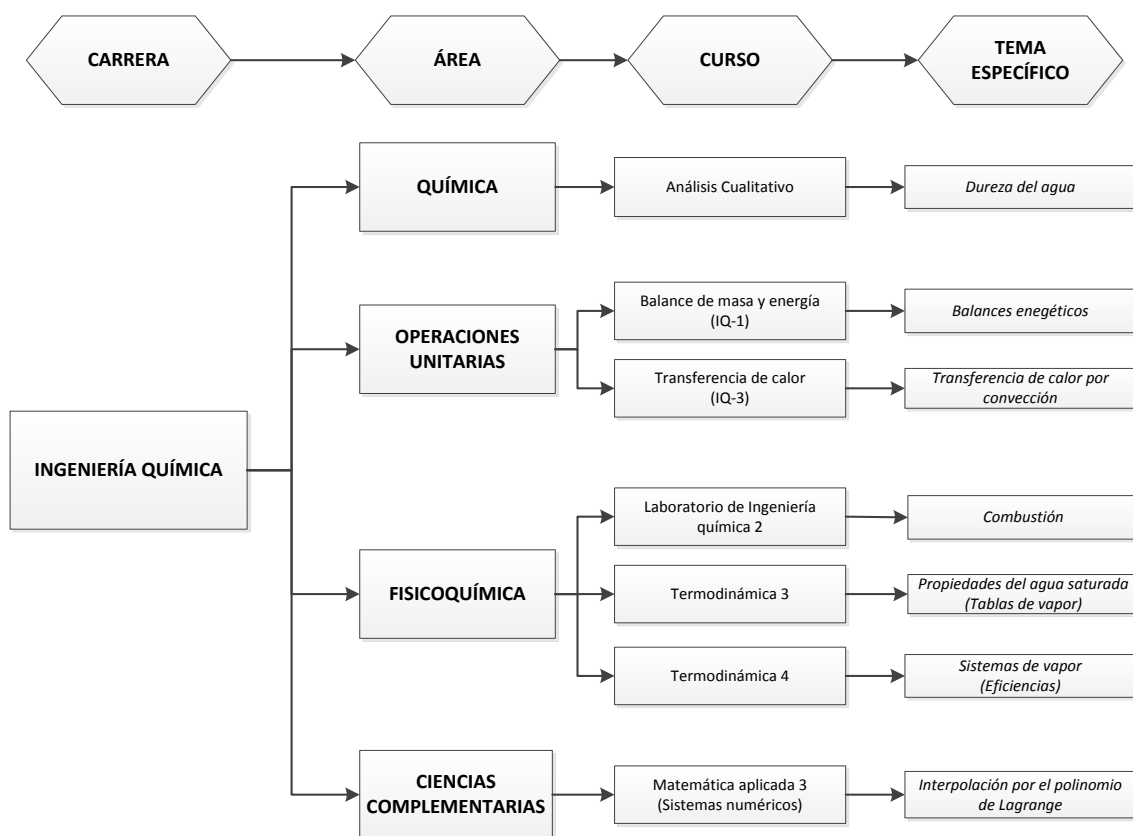 CARRERA
ÁREA
CURSO
TEMA
ESPECÍFICO
QUÍMICA
Análisis Cualitativo
Dureza del agua
OPERACIONES
UNITARIAS
Balance de masa y energía
(IQ-1)
Balances enegéticos
Transferencia de calor
(IQ-3)
Transferencia de calor por
convección
INGENIERÍA QUÍMICA
FISICOQUÍMICA
Laboratorio de Ingeniería
química 2
Combustión
Termodinámica 3
Propiedades del agua saturada
(Tablas de vapor)
Termodinámica 4
Sistemas de vapor
(Eficiencias)
CIENCIAS
COMPLEMENTARIAS
Matemática aplicada 3
(Sistemas numéricos)
Interpolación por el polinomio
de Lagrange